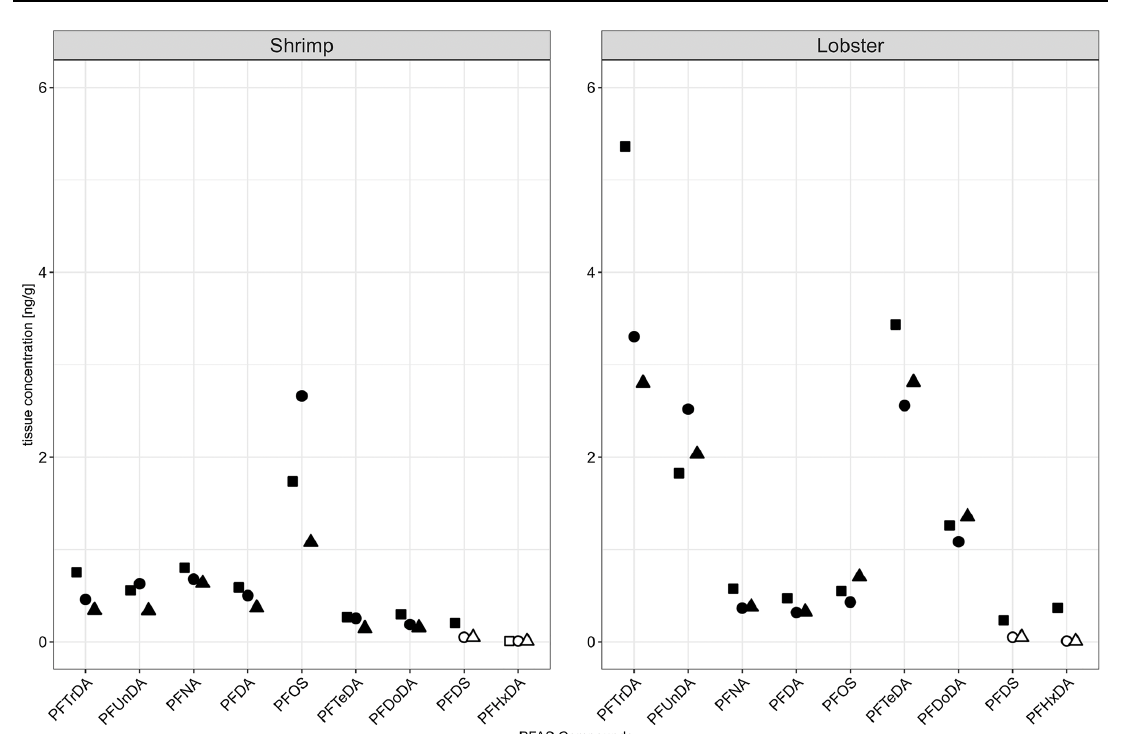 Shrimp
Lobster
tissue concentration [ng/g]
6
4
2
0
6
4
2
0
PFTrDA PFUnDA PFNA PFDA PFOS PFTeDA PFDoDA PFDS PFHxDA
PFTrDA PFUnDA PFNA PFDA PFOS PFTeDA PFDoDA PFDS PFHxDA